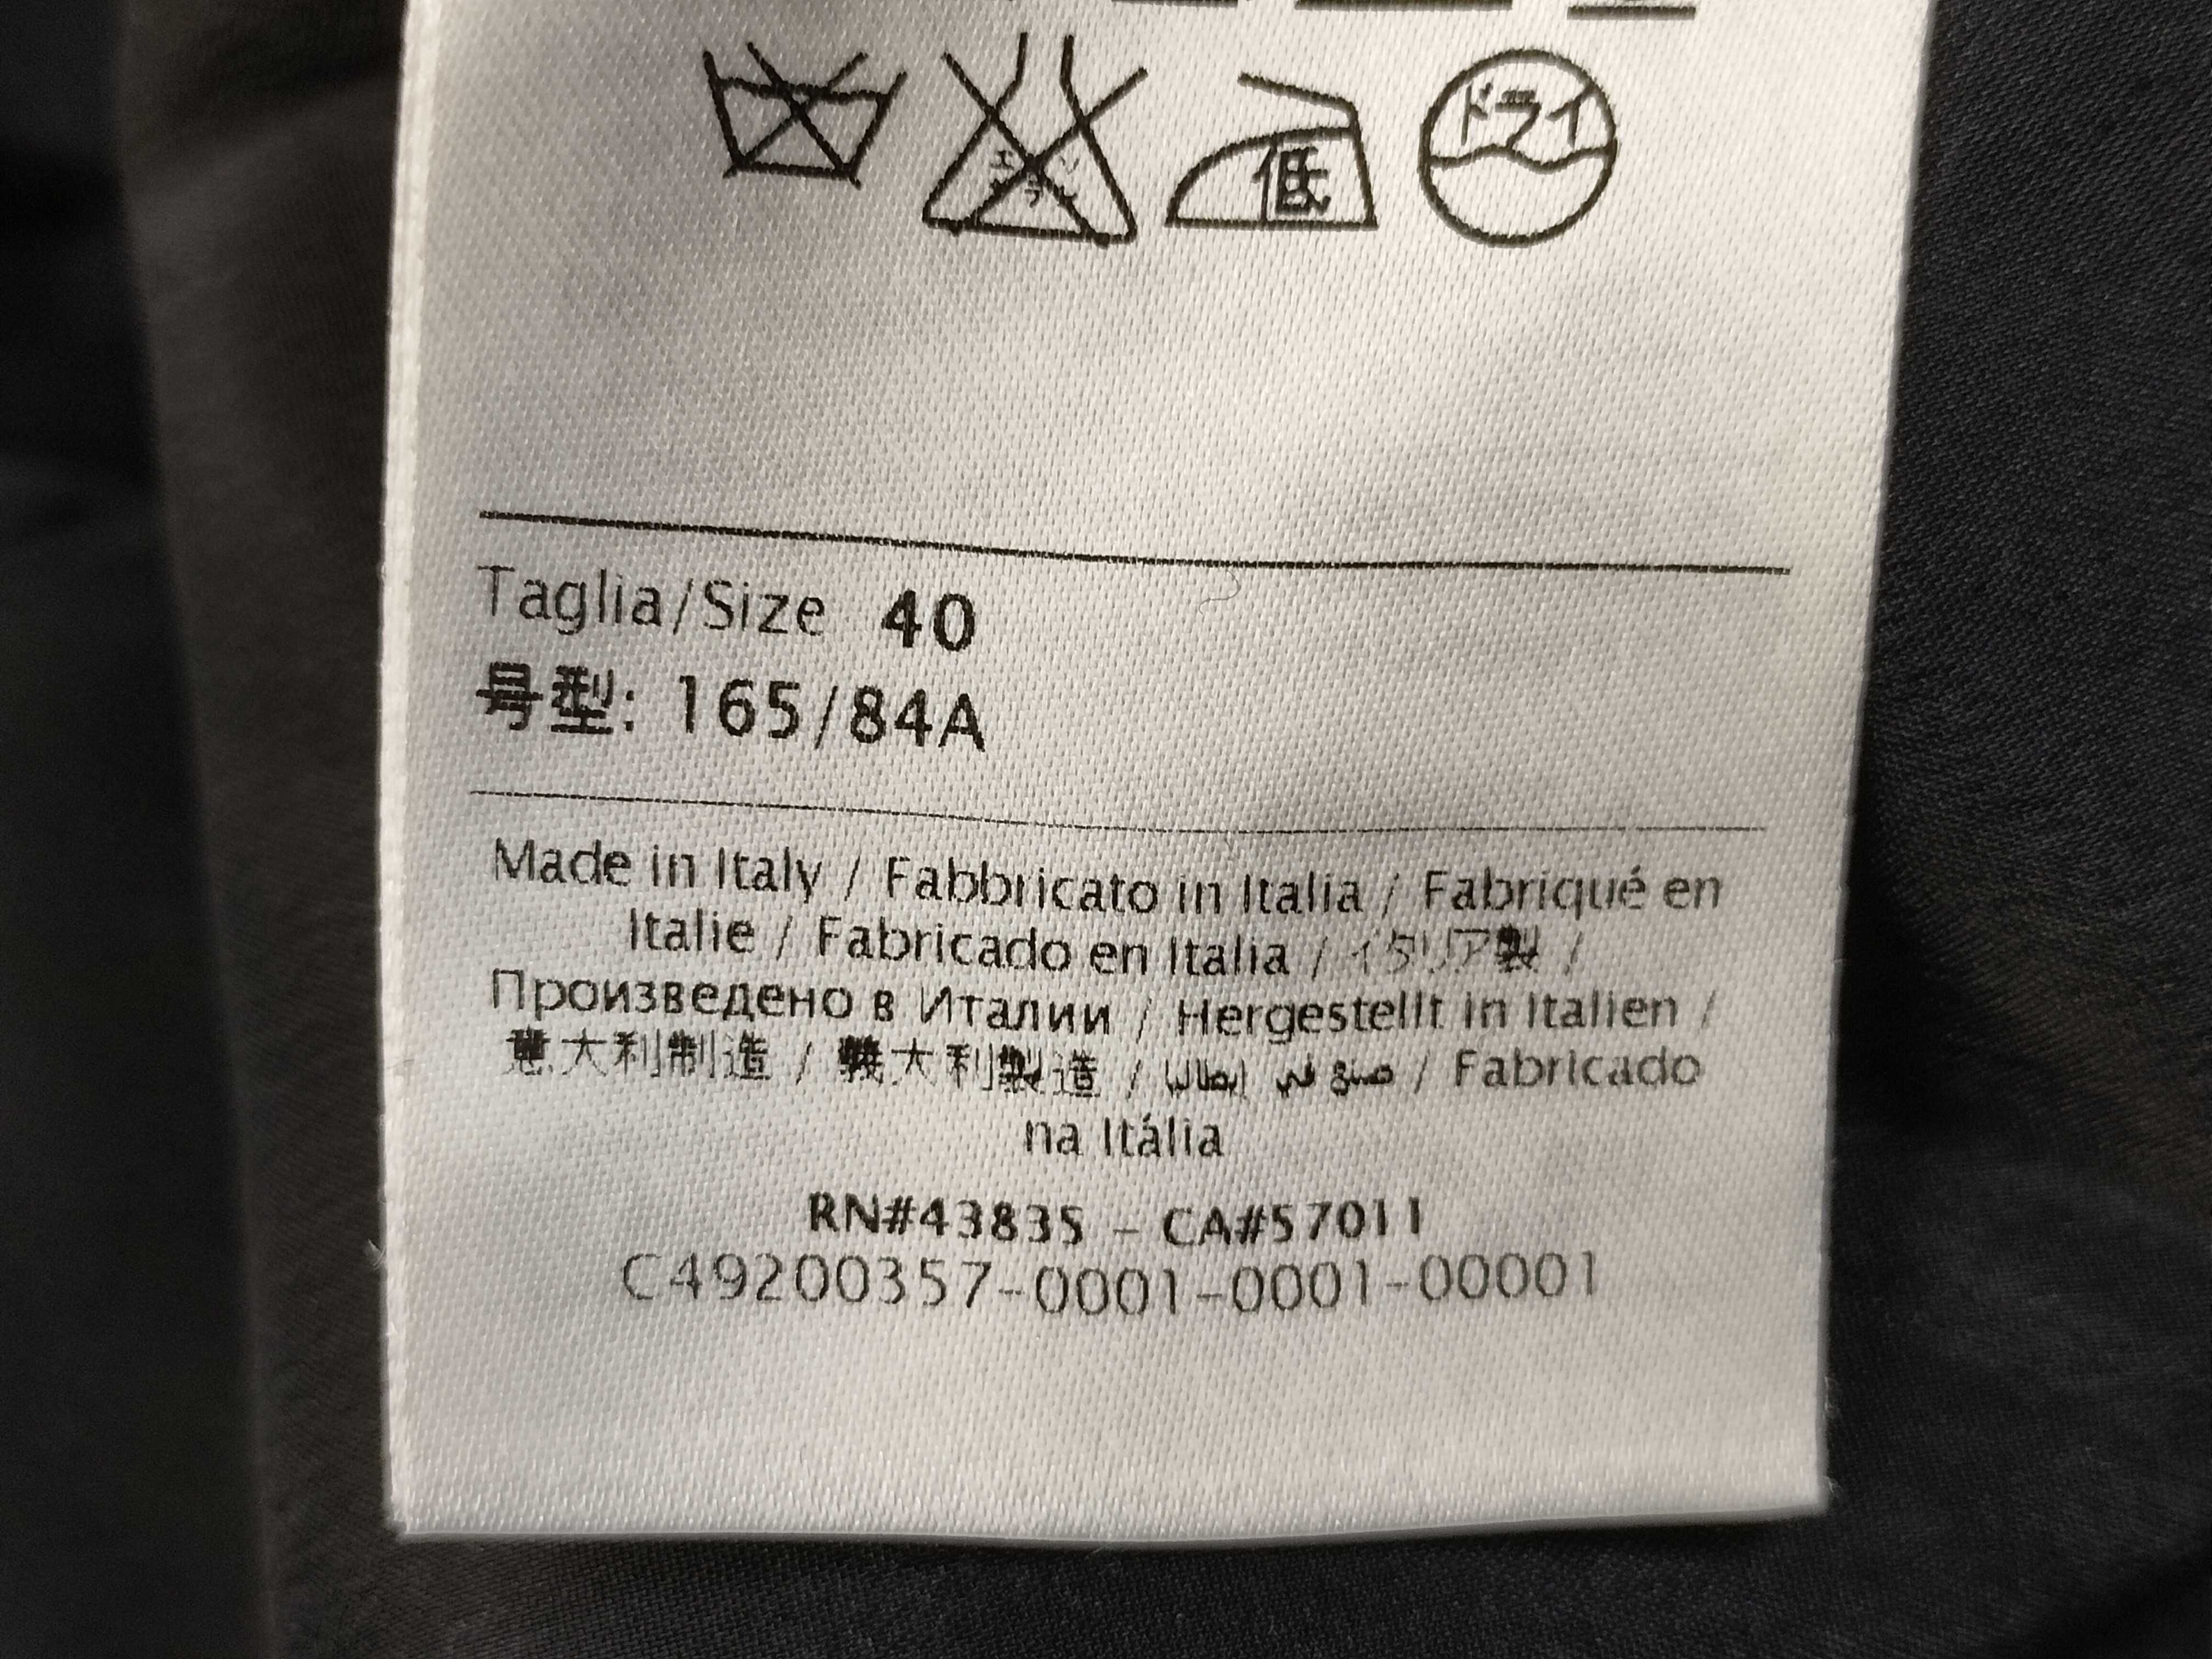 ドライ
低
Taglia/Size 40
号型: 165/84A
Made in Italy / Fabbricato in Italia / Fabriqué en
Italie / Fabricado en Italia / イタリア製 /
Произведено в Италии / Hergestellt in Italien /
意大利制造 / 義大利製造 / صنع في إيطاليا / Fabricado
na Itália
RN#43835 - CA#57011
C49200357-0001-0001-00001